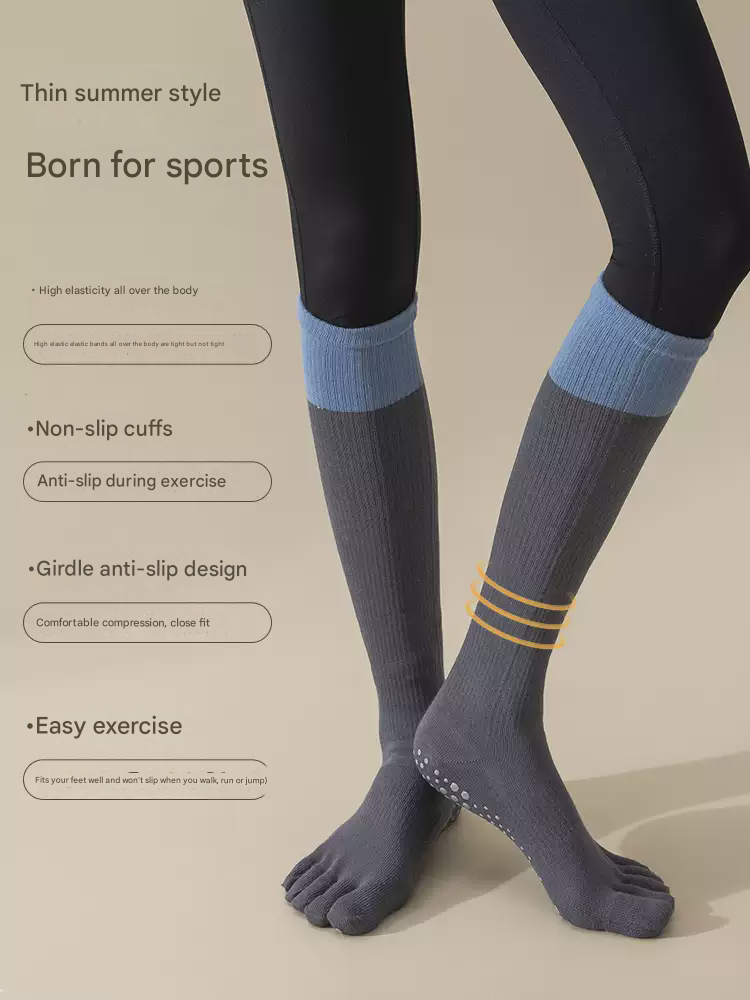 Thin summer style
Born for sports
• High elasticity all over the body
High elastic elastic bands all over the body are tight but not tight
•Non-slip cuffs
Anti-slip during exercise
•Girdle anti-slip design
Comfortable compression, close fit
•Easy exercise
Fits your feet well and won't slip when you walk, run or jump)